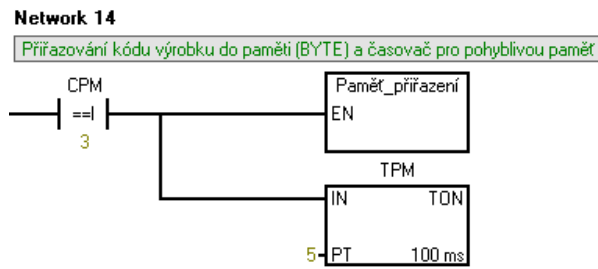 Network 14
Přiřazování kódu výrobku do paměti (BYTE) a časovač pro pohyblivou paměť
CPM
==I
3
Paměť_přiřazení
EN
TPM
IN TON
5 PT 100 ms